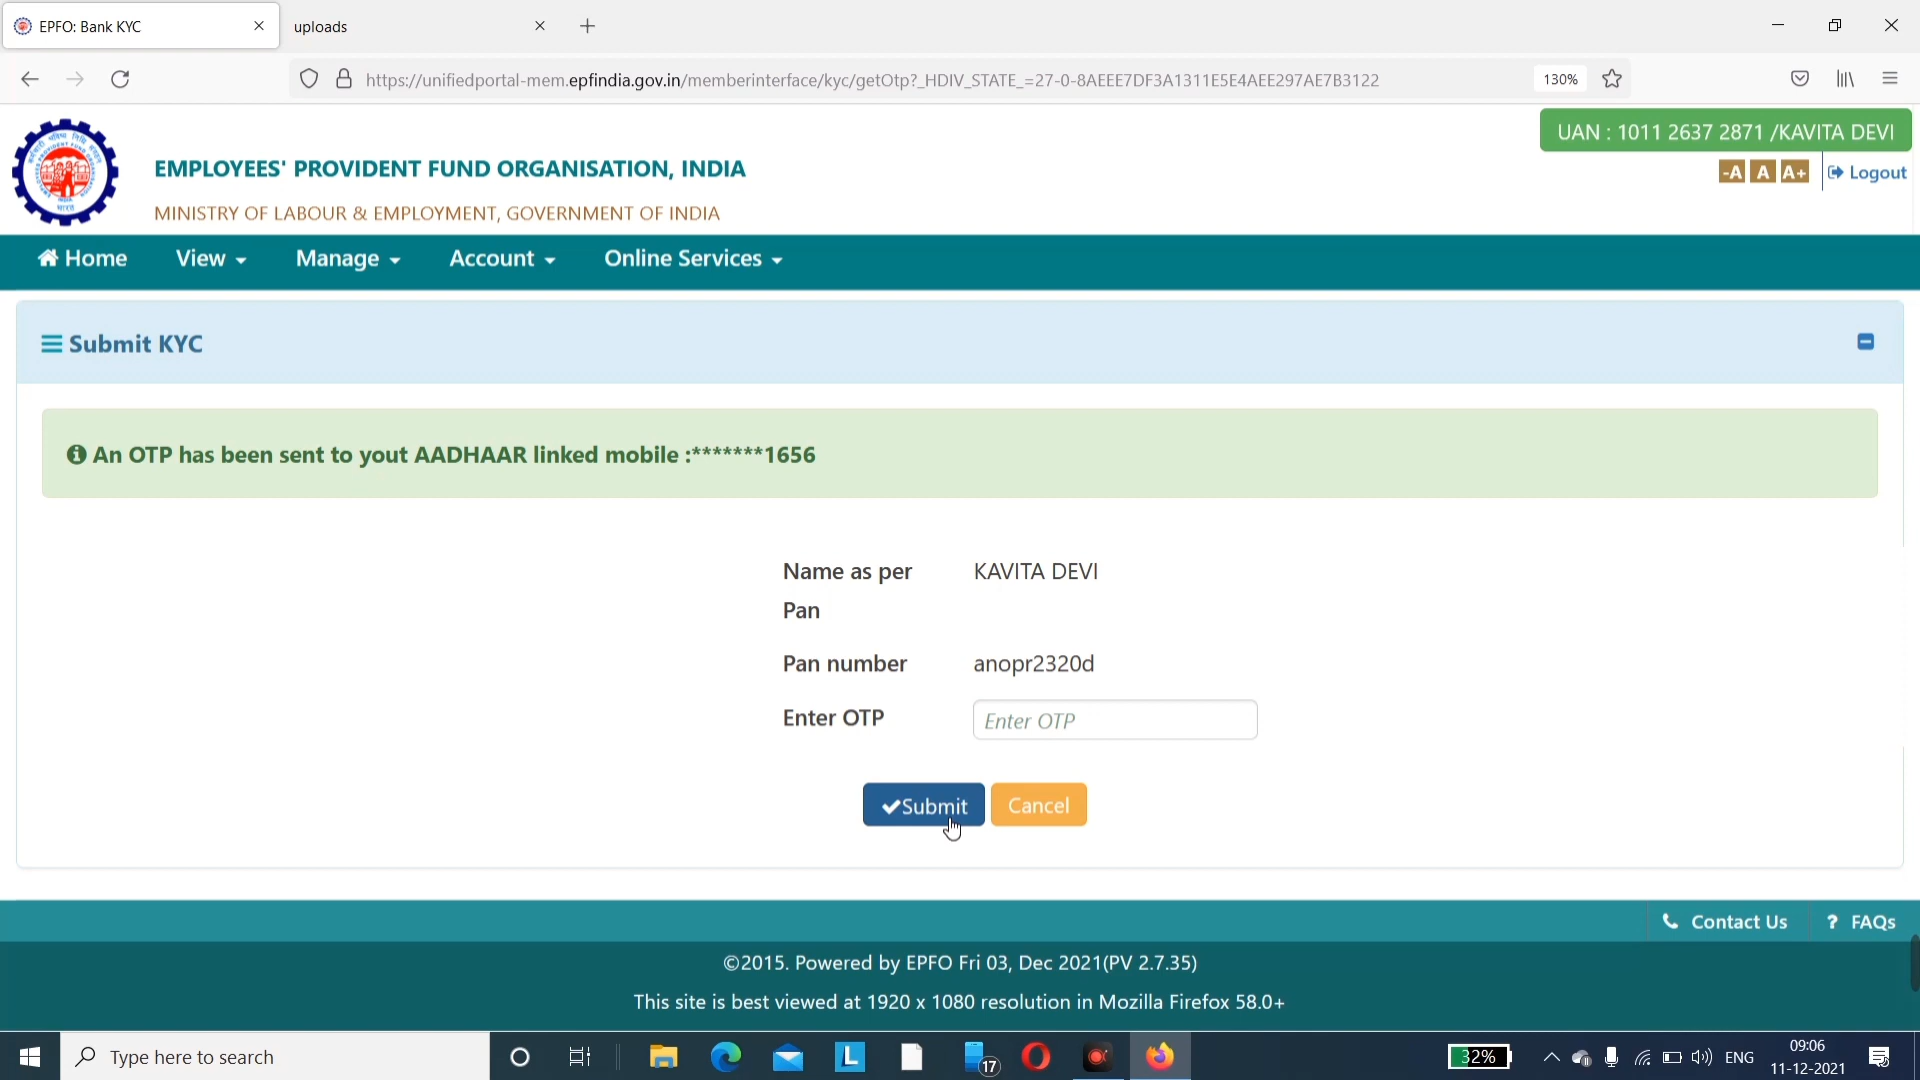 EPFO: Bank KYC
uploads
https://unifiedportal-mem.epfindia.gov.in/memberinterface/kyc/getOtp?_HDIV_STATE_=27-0-8AEEE7DF3A1311E5E4AEE297AE7B3122
130%
UAN : 1011 2637 2871 /KAVITA DEVI
EMPLOYEES' PROVIDENT FUND ORGANISATION, INDIA
-A A A+ Logout
MINISTRY OF LABOUR & EMPLOYMENT, GOVERNMENT OF INDIA
Home View Manage Account Online Services
Submit KYC
An OTP has been sent to yout AADHAAR linked mobile :*******1656
Name as per KAVITA DEVI
Pan
Pan number anopr2320d
Enter OTP Enter OTP
Submit Cancel
Contact Us ? FAQs
©2015. Powered by EPFO Fri 03, Dec 2021(PV 2.7.35)
This site is best viewed at 1920 x 1080 resolution in Mozilla Firefox 58.0+
Type here to search
L
17
32%
ENG
09:06
11-12-2021